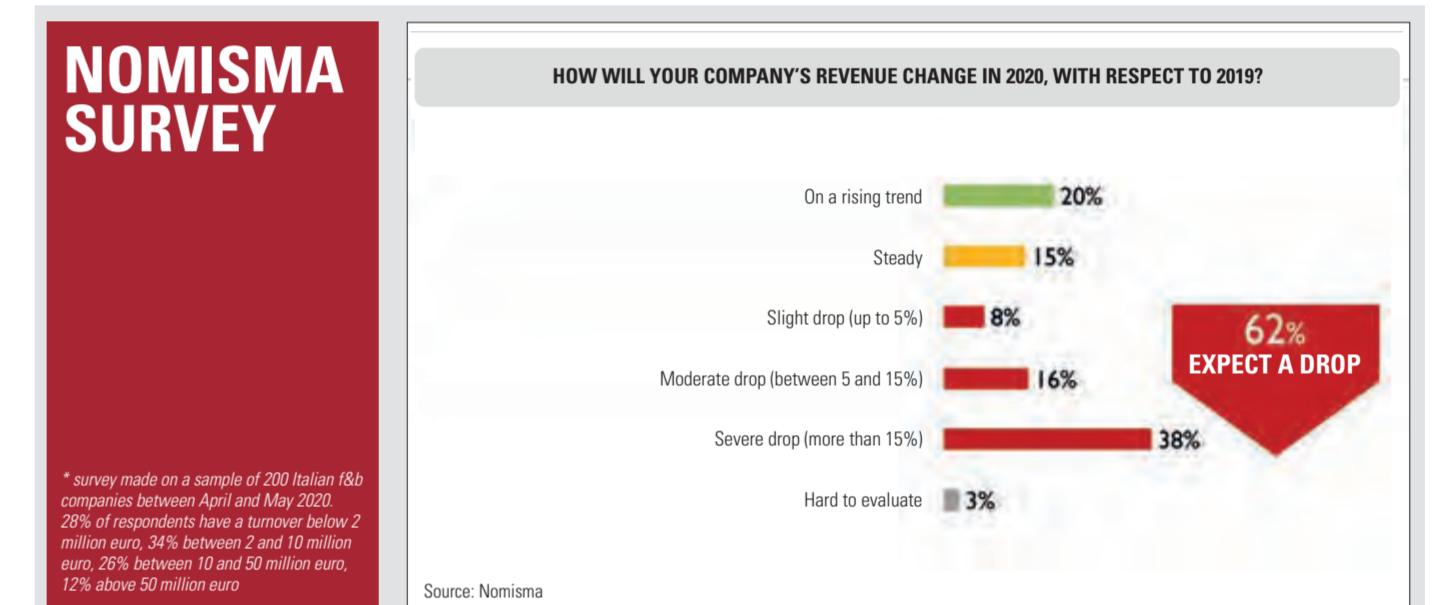 NOMISMA
SURVEY
* survey made on a sample of 200 Italian f&b
companies between April and May 2020.
28% of respondents have a turnover below 2
million euro, 34% between 2 and 10 million
euro, 26% between 10 and 50 million euro,
12% above 50 million euro
HOW WILL YOUR COMPANY'S REVENUE CHANGE IN 2020, WITH RESPECT TO 2019?
On a rising trend 20%
Steady 15%
Slight drop (up to 5%) 8%
Moderate drop (between 5 and 15%) 16%
Severe drop (more than 15%) 38%
Hard to evaluate 3%
62%
EXPECT A DROP
Source: Nomisma